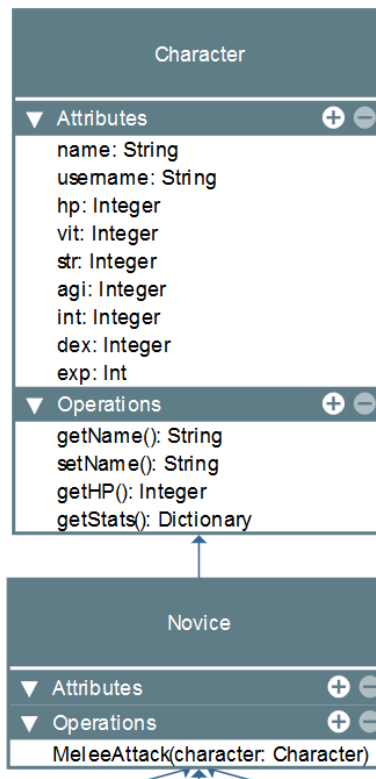 Character
Attributes
name: String
username: String
hp: Integer
vit: Integer
str: Integer
agi: Integer
int: Integer
dex: Integer
exp: Int
Operations
getName(): String
setName(): String
getHP(): Integer
getStats(): Dictionary
Novice
Attributes
Operations
MeleeAttack(character: Character)